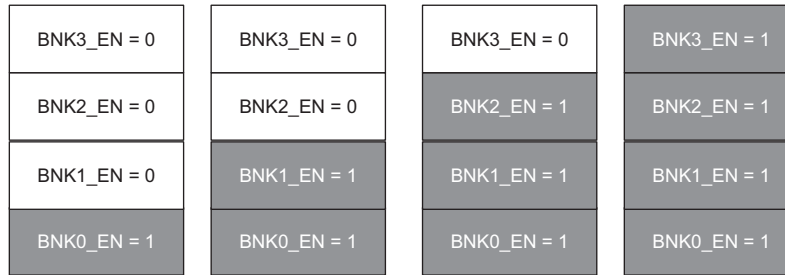 BNK3_EN = 0 BNK3_EN = 0 BNK3_EN = 0 BNK3_EN = 1
BNK2_EN = 0 BNK2_EN = 0 BNK2_EN = 1 BNK2_EN = 1
BNK1_EN = 0 BNK1_EN = 1 BNK1_EN = 1 BNK1_EN = 1
BNK0_EN = 1 BNK0_EN = 1 BNK0_EN = 1 BNK0_EN = 1